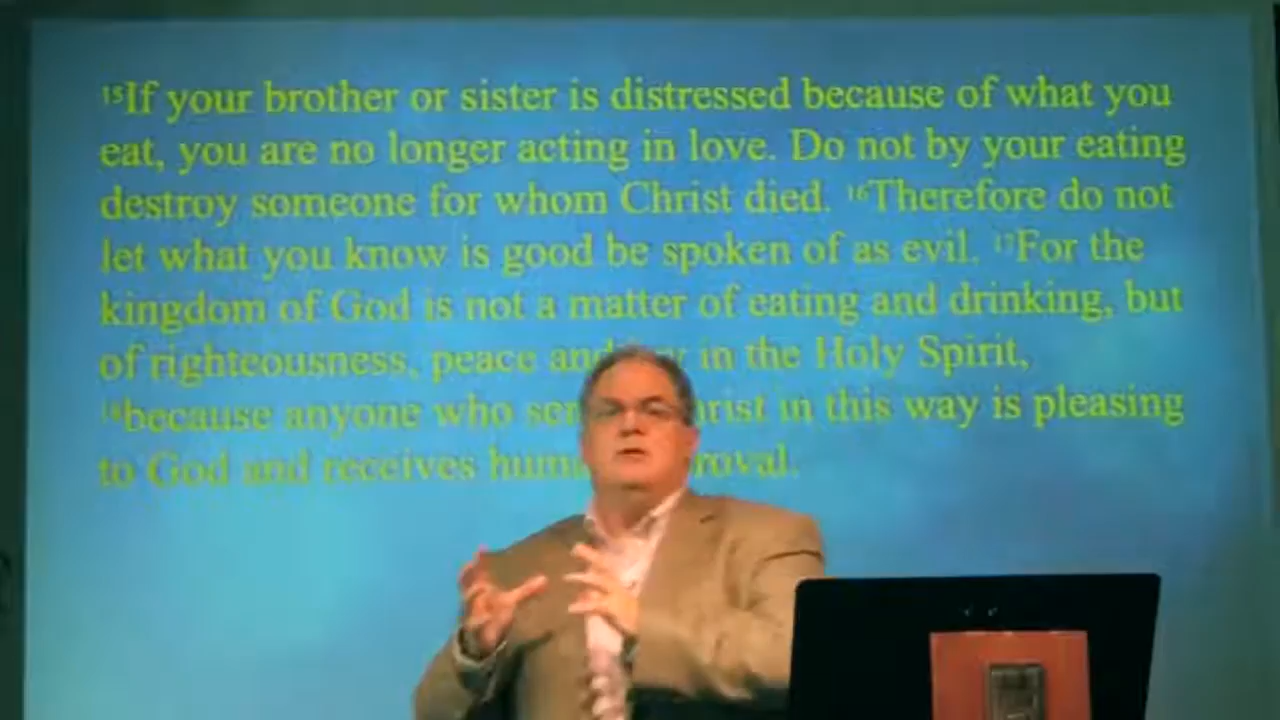 ¹⁵If your brother or sister is distressed because of what you
eat, you are no longer acting in love. Do not by your eating
destroy someone for whom Christ died. ¹⁶Therefore do not
let what you know is good be spoken of as evil. ¹⁷For the
kingdom of God is not a matter of eating and drinking, but
of righteousness, peace and in the Holy Spirit,
¹⁸because anyone who in this way is pleasing
to God and receives